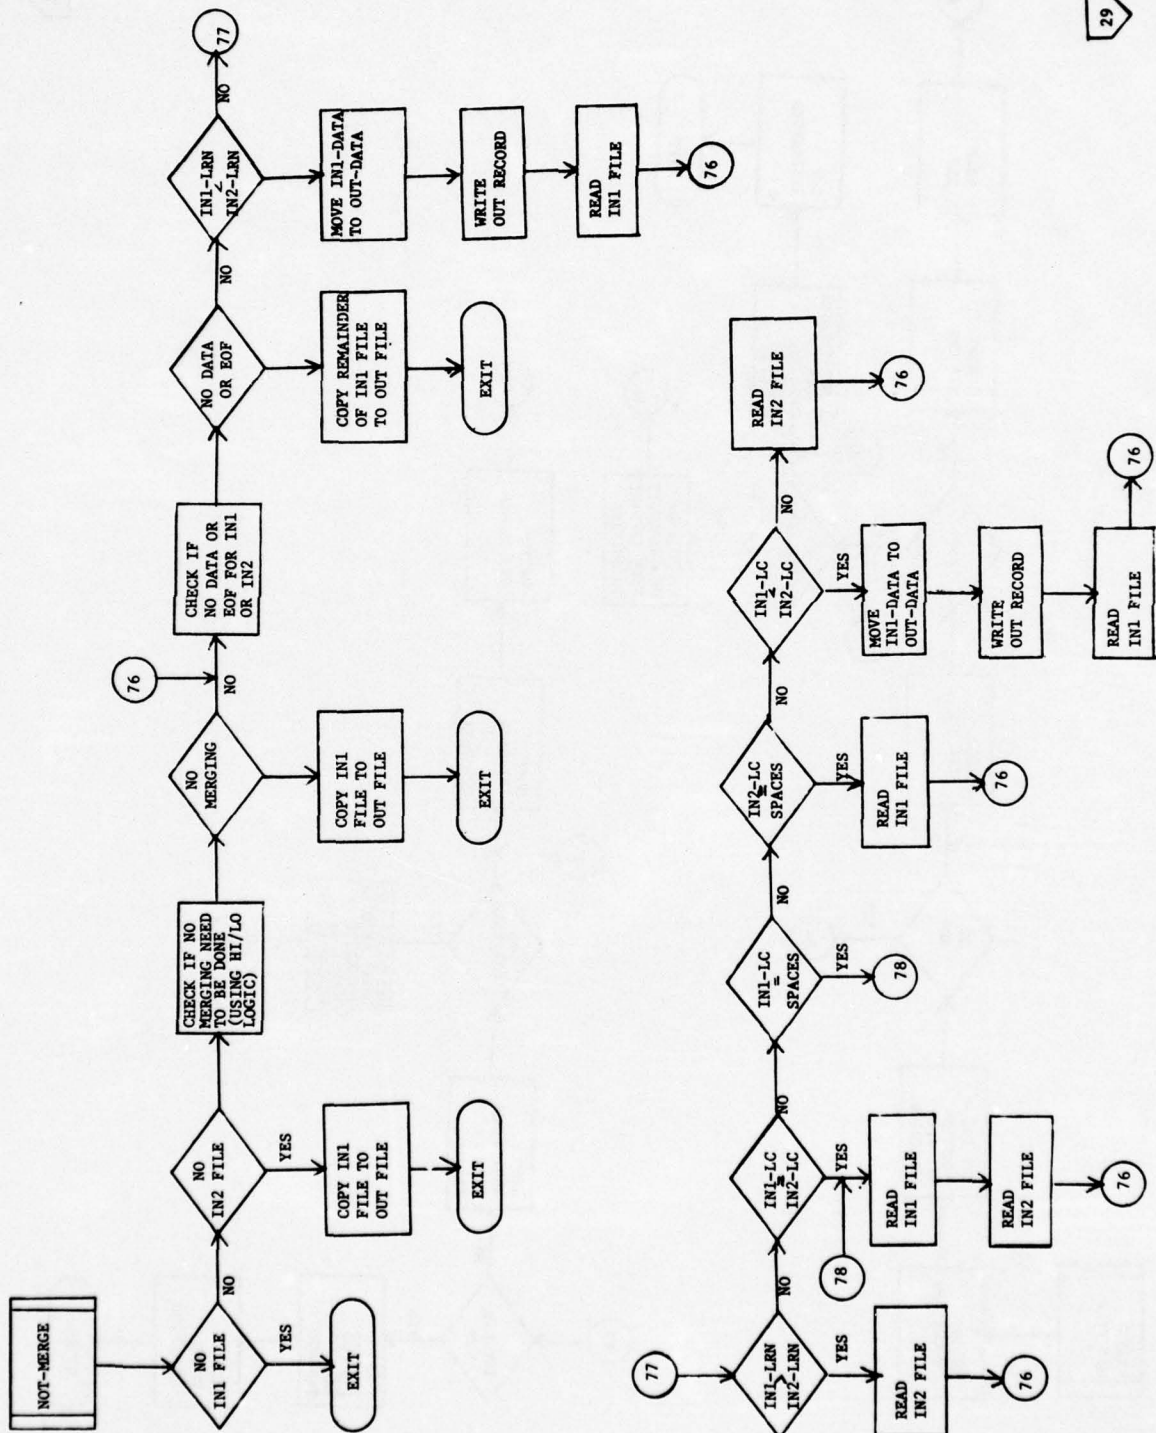 NOT-MERGE
NO
IN1 FILE
YES
EXIT
NO
NO
IN2 FILE
YES
COPY IN1
FILE TO
OUT FILE
EXIT
CHECK IF NO
MERGING NEED
TO BE DONE
(USING HI/LO
LOGIC)
NO
MERGING
COPY IN1
FILE TO
OUT FILE
EXIT
NO
76
CHECK IF
NO DATA OR
EOF FOR IN1
OR IN2
NO DATA
OR EOF
COPY REMAINDER
OF IN1 FILE
TO OUT FILE
EXIT
NO
IN1-LRN
<
IN2-LRN
NO
77
MOVE IN1-DATA
TO OUT-DATA
WRITE
OUT RECORD
READ
IN1 FILE
76
77
IN1-LRN
>
IN2-LRN
YES
READ
IN2 FILE
76
NO
IN1-LC
=
IN2-LC
YES
78
READ
IN1 FILE
READ
IN2 FILE
76
NO
IN1-LC
=
SPACES
YES
78
NO
IN2-LC
=
SPACES
YES
READ
IN1 FILE
76
NO
IN1-LC
<
IN2-LC
YES
MOVE
IN1-DATA TO
OUT-DATA
WRITE
OUT RECORD
READ
IN1 FILE
76
NO
READ
IN2 FILE
76
29